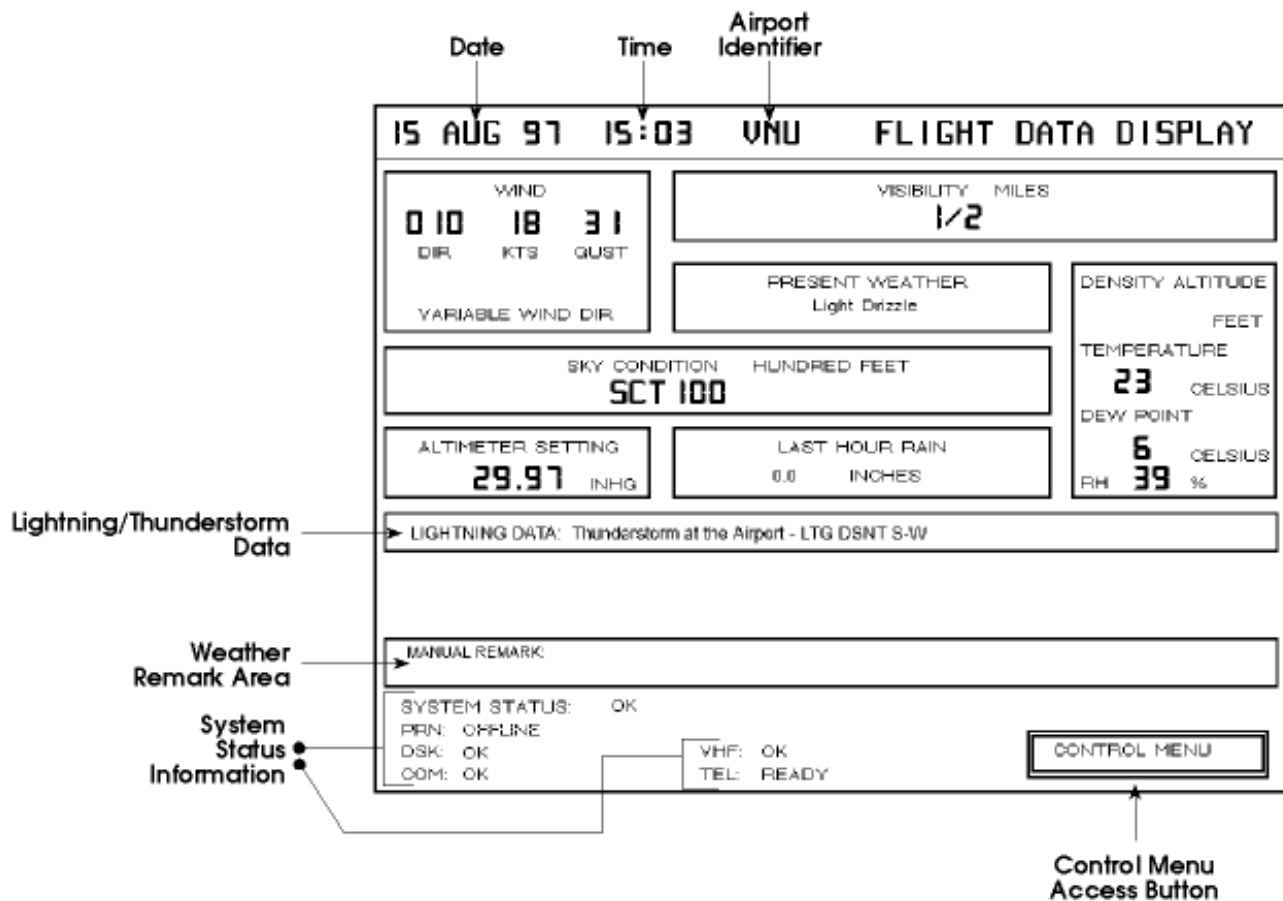 Date
Time
Airport
Identifier
15 AUG 97 15:03 VNU FLIGHT DATA DISPLAY
WIND
010 18 31
DIR KTS GUST
VARIABLE WIND DIR
VISIBILITY MILES
1/2
PRESENT WEATHER
Light Drizzle
DENSITY ALTITUDE
FEET
TEMPERATURE
23 CELSIUS
DEW POINT
6 CELSIUS
RH 39 %
SKY CONDITION HUNDRED FEET
SCT 100
ALTIMETER SETTING
29.97 INHG
LAST HOUR RAIN
0.0 INCHES
Lightning/Thunderstorm
Data
LIGHTNING DATA: Thunderstorm at the Airport - LTG DSNT S-W
Weather
Remark Area
MANUAL REMARK:
System
Status
Information
SYSTEM STATUS: OK
PRN: OFFLINE
DSK: OK
COM: OK
VHF: OK
TEL: READY
CONTROL MENU
Control Menu
Access Button